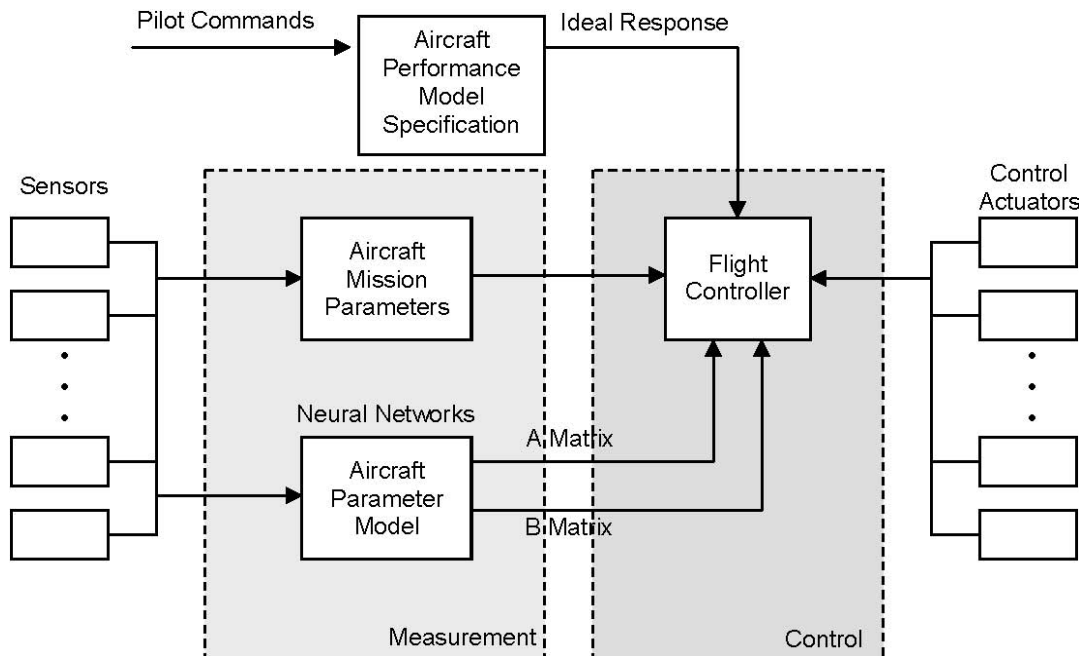 Pilot Commands
Ideal Response
Aircraft
Performance
Model
Specification
Sensors
Control
Actuators
Aircraft
Mission
Parameters
Flight
Controller
Neural Networks
A Matrix
Aircraft
Parameter
Model
B Matrix
Measurement
Control